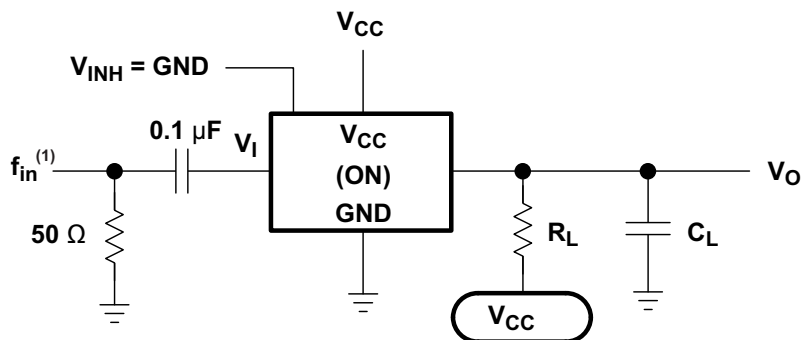 V_CC
V_INH = GND
0.1 µF
V_I
V_CC
(ON)
GND
f_in^(1)
V_O
50 Ω
R_L
C_L
V_CC